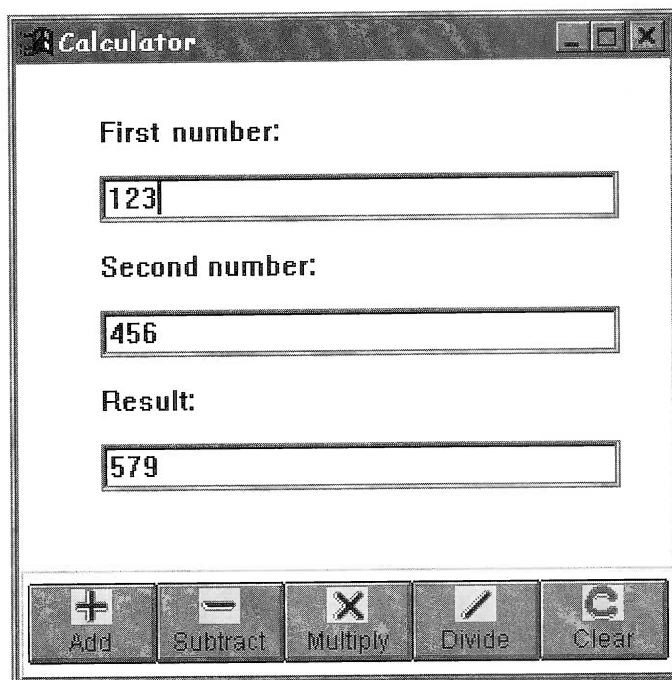 Calculator
First number:
123
Second number:
456
Result:
579
Add Subtract Multiply Divide Clear